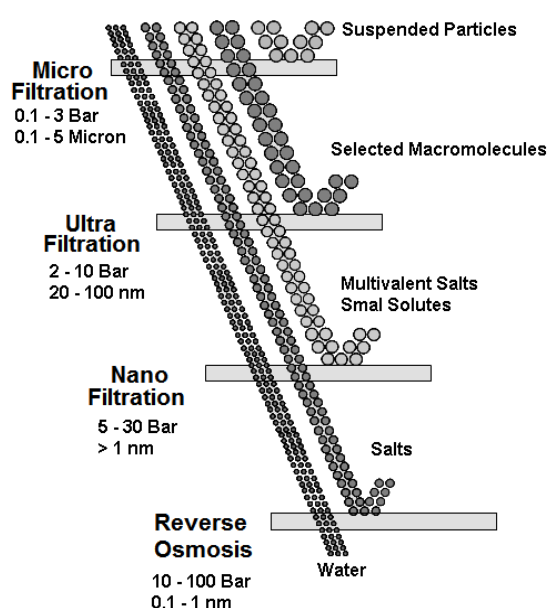 Suspended Particles
Micro
Filtration
0.1 - 3 Bar
0.1 - 5 Micron
Selected Macromolecules
Ultra
Filtration
2 - 10 Bar
20 - 100 nm
Multivalent Salts
Smal Solutes
Nano
Filtration
5 - 30 Bar
> 1 nm
Salts
Reverse
Osmosis
10 - 100 Bar
0.1 - 1 nm
Water